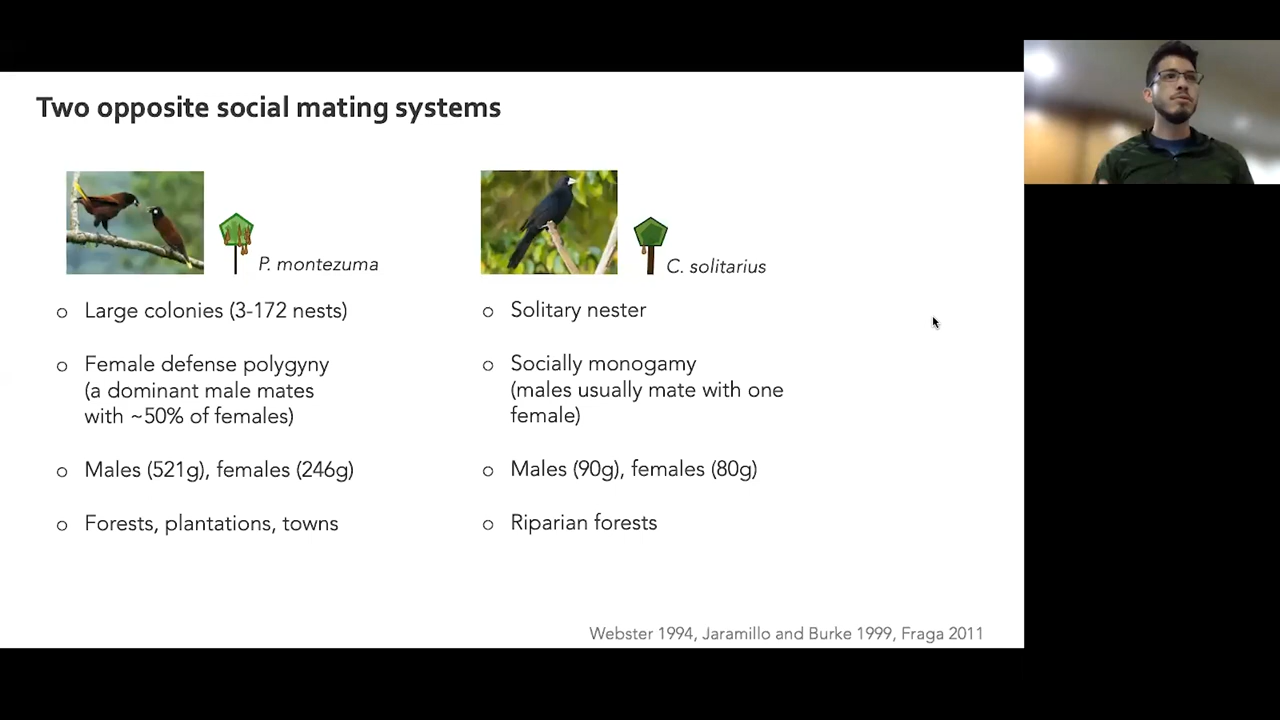 Two opposite social mating systems
P. montezuma
C. solitarius
o Large colonies (3-172 nests)
o Female defense polygyny
(a dominant male mates
with ~50% of females)
o Males (521g), females (246g)
o Forests, plantations, towns
o Solitary nester
o Socially monogamy
(males usually mate with one
female)
o Males (90g), females (80g)
o Riparian forests
Webster 1994, Jaramillo and Burke 1999, Fraga 2011